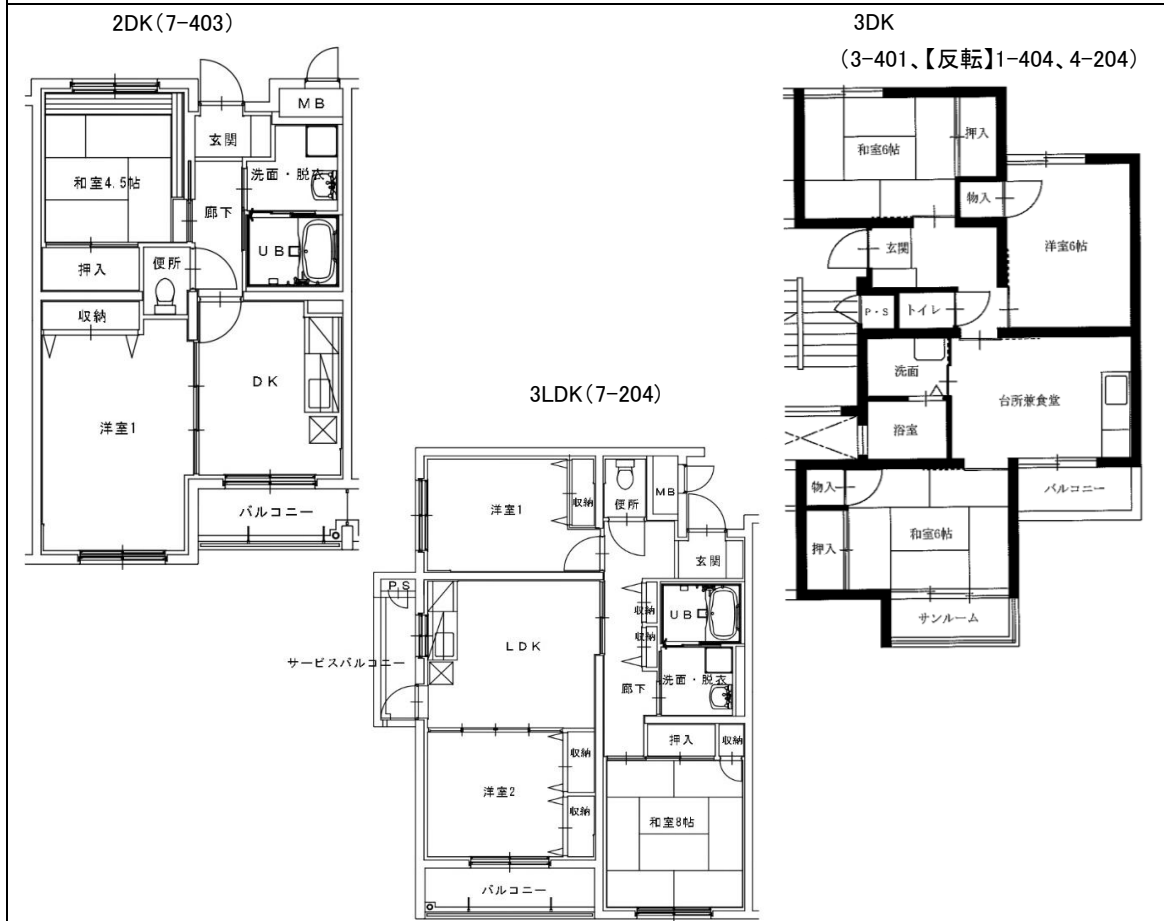 2DK(7-403)
MB
玄関
和室4.5帖
洗面・脱衣
廊下
UB
押入
便所
収納
DK
洋室1
バルコニー
3LDK(7-204)
洋室1
収納
便所
MB
玄関
PS
収納
UB
収納
LDK
サービスバルコニー
廊下
洗面・脱衣
押入
収納
収納
洋室2
収納
和室8帖
バルコニー
3DK
(3-401、【反転】1-404、4-204)
和室6帖
押入
物入
玄関
洋室6帖
P・S
トイレ
洗面
台所兼食堂
浴室
物入
バルコニー
押入
和室6帖
サンルーム